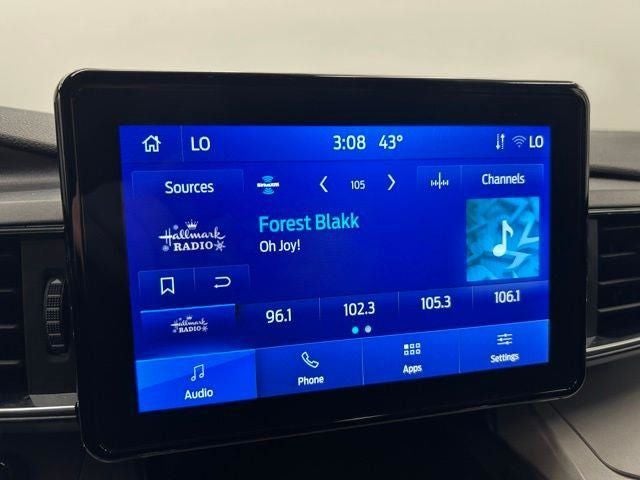 LO 3:08 43° LO
Sources SiriusXM 105 Channels
Hallmark
RADIO
Forest Blakk
Oh Joy!
Hallmark
RADIO
96.1 102.3 105.3 106.1
Audio Phone Apps Settings